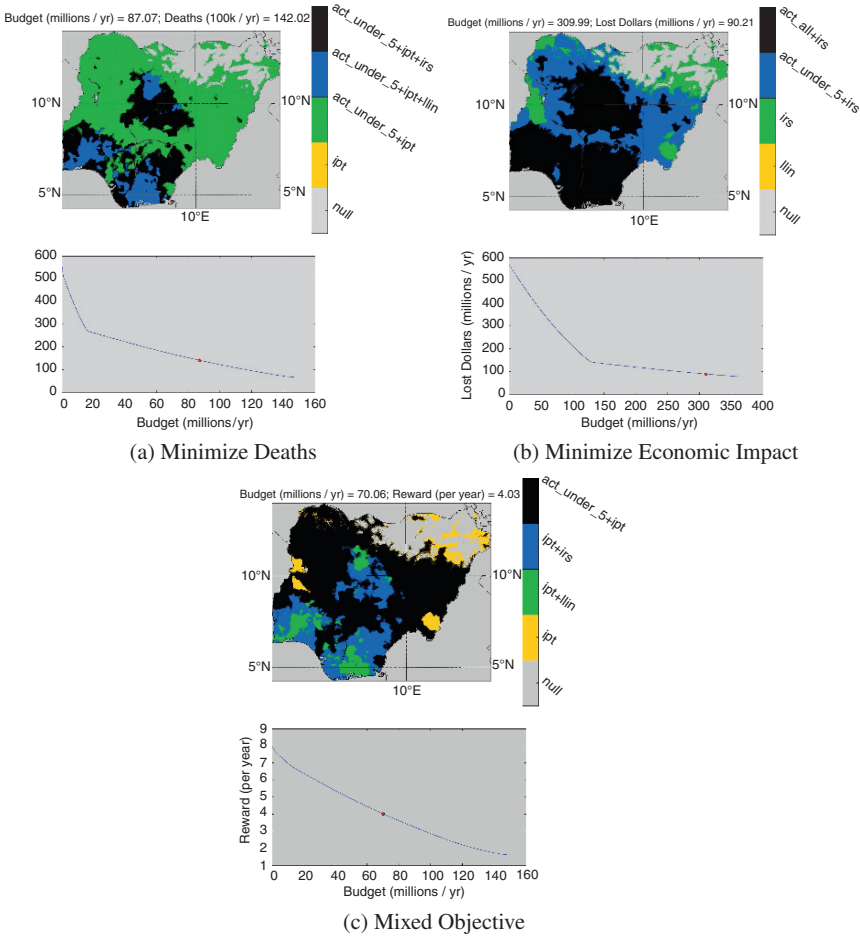 Budget (millions / yr) = 87.07; Deaths (100k / yr) = 142.02
act_under_5+ipt+irs
act_under_5+ipt+llin
act_under_5+ipt
ipt
null
10°N
10°N
5°N
5°N
10°E
600
500
400
300
200
100
0
0 20 40 60 80 100 120 140 160
Budget (millions/yr)
(a) Minimize Deaths
Budget (millions / yr) = 309.99; Lost Dollars (millions / yr) = 90.21
act_all+irs
act_under_5+irs
irs
llin
null
10°N
10°N
5°N
5°N
10°E
Lost Dollars (millions / yr)
600
500
400
300
200
100
0
0 50 100 150 200 250 300 350 400
Budget (millions/yr)
(b) Minimize Economic Impact
Budget (millions / yr) = 70.06; Reward (per year) = 4.03
act_under_5+ipt
ipt+irs
ipt+llin
ipt
null
10°N
10°N
5°N
5°N
10°E
Reward (per year)
9
8
7
6
5
4
3
2
1
0 20 40 60 80 100 120 140 160
Budget (millions / yr)
(c) Mixed Objective